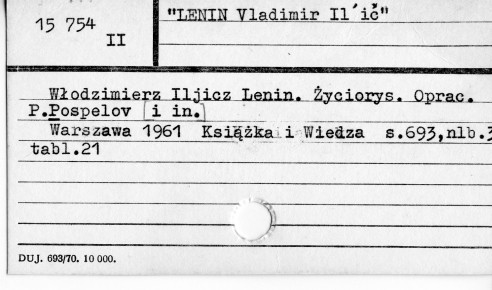 15 754
II
"LENIN Vladimir Il´ič"
Włodzimierz Iljicz Lenin. Życiorys. Oprac.
P.Pospelov [i in.]
Warszawa 1961 Książka i Wiedza s.693,nlb.3
tabl.21
DUJ. 693/70. 10 000.